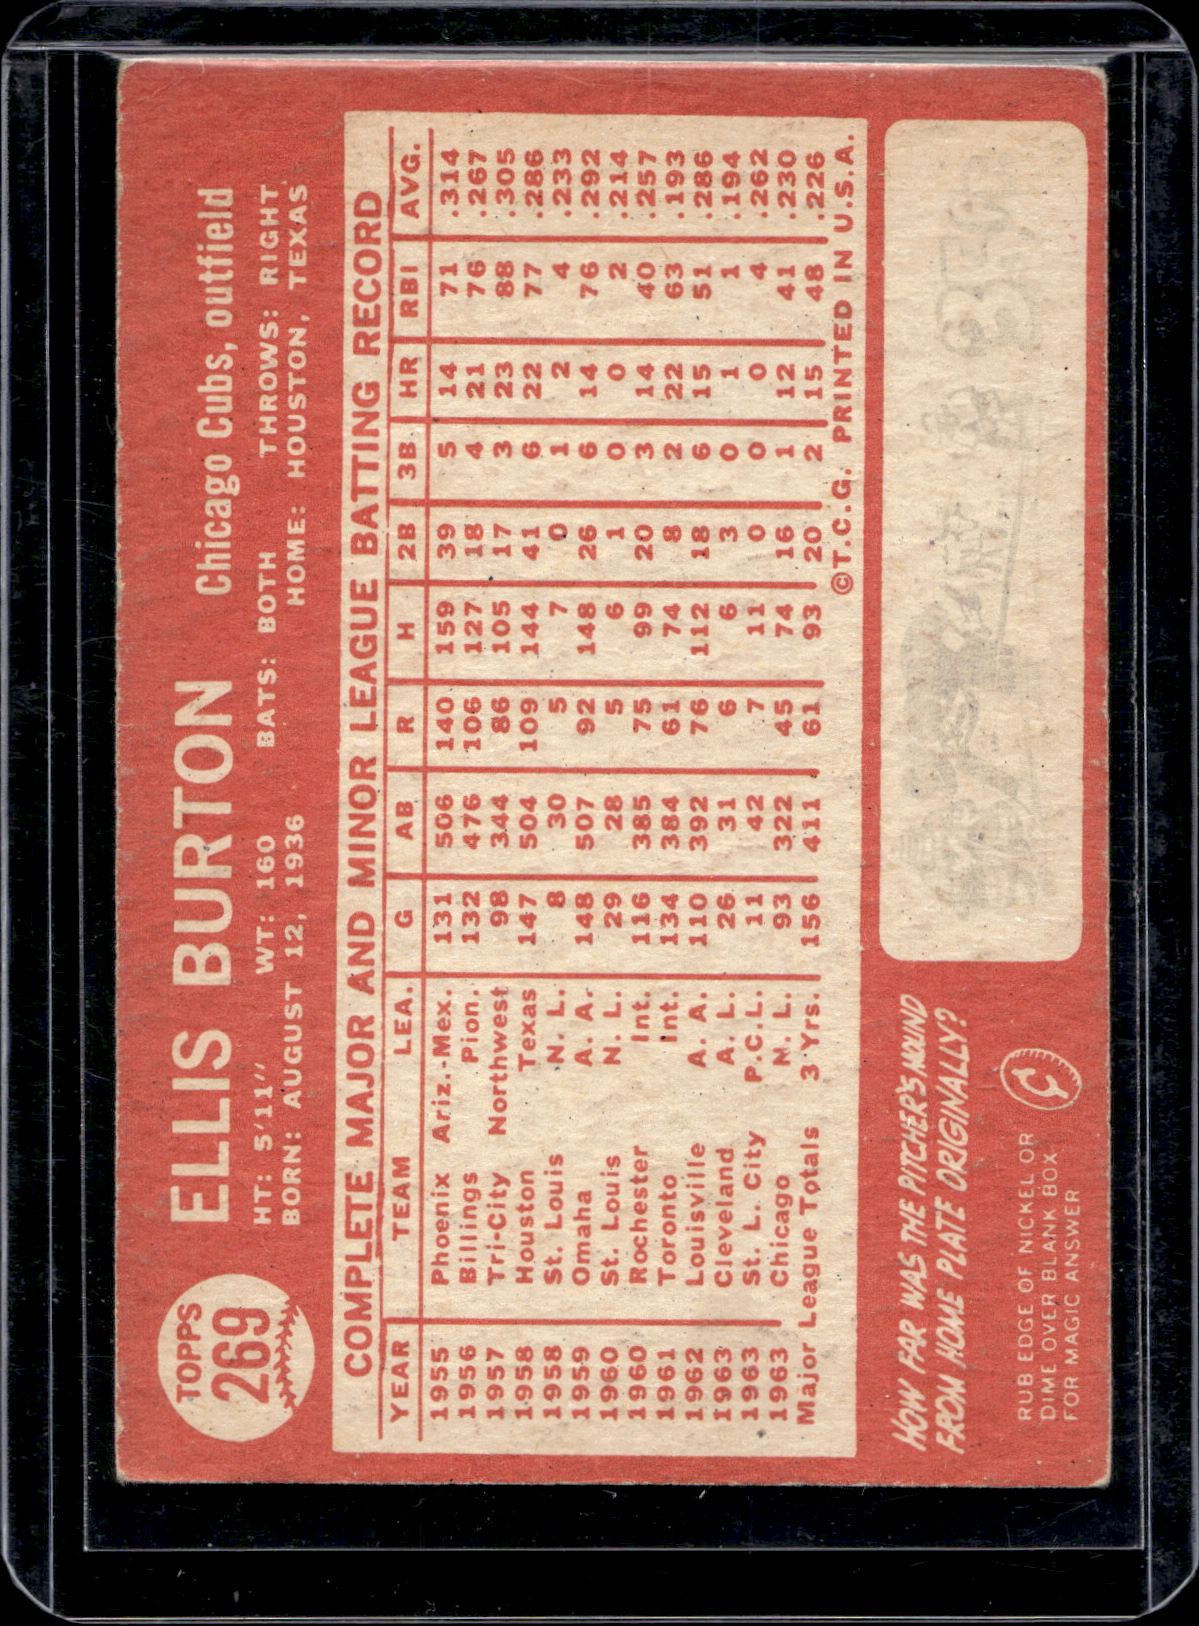 TOPPS
269
ELLIS BURTON Chicago Cubs, outfield
HT: 5'11" WT: 160 BATS: BOTH THROWS: RIGHT
BORN: AUGUST 12, 1936 HOME: HOUSTON, TEXAS
COMPLETE MAJOR AND MINOR LEAGUE BATTING RECORD
YEAR TEAM LEA. G AB R H 2B 3B HR RBI AVG.
1955 Phoenix Ariz.-Mex. 131 506 140 159 39 5 14 71 .314
1956 Billings Pion. 132 476 106 127 18 4 21 76 .267
1957 Tri-City Northwest 98 344 86 105 17 3 23 88 .305
1958 Houston Texas 147 504 109 144 41 6 22 77 .286
1958 St. Louis N. L. 8 30 5 7 0 1 2 4 .233
1959 Omaha A. A. 148 507 92 148 26 6 14 76 .292
1960 St. Louis N. L. 29 28 5 6 1 0 0 2 .214
1960 Rochester Int. 116 385 75 99 20 3 14 40 .257
1961 Toronto Int. 134 384 61 74 8 2 22 63 .193
1962 Louisville A. A. 110 392 76 112 18 6 15 51 .286
1963 Cleveland A. L. 26 31 6 6 3 0 1 1 .194
1963 St. L. City P.C.L. 11 42 7 11 0 0 0 4 .262
1963 Chicago N. L. 93 322 45 74 16 1 12 41 .230
Major League Totals 3 Yrs. 156 411 61 93 20 2 15 48 .226
©T.C.G. PRINTED IN U.S.A.
HOW FAR WAS THE PITCHER'S MOUND
FROM HOME PLATE ORIGINALLY?
RUB EDGE OF NICKEL OR
DIME OVER BLANK BOX
FOR MAGIC ANSWER